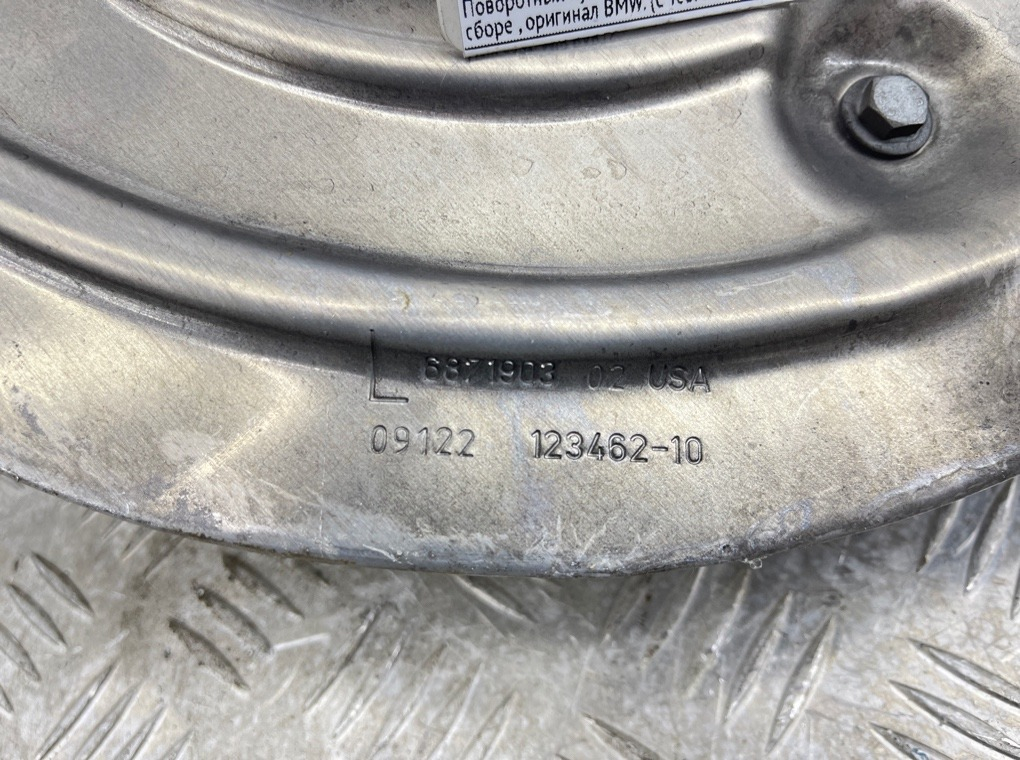 сборе , оригинал BMW. (с
L 6871903 02 USA
09122 123462-10